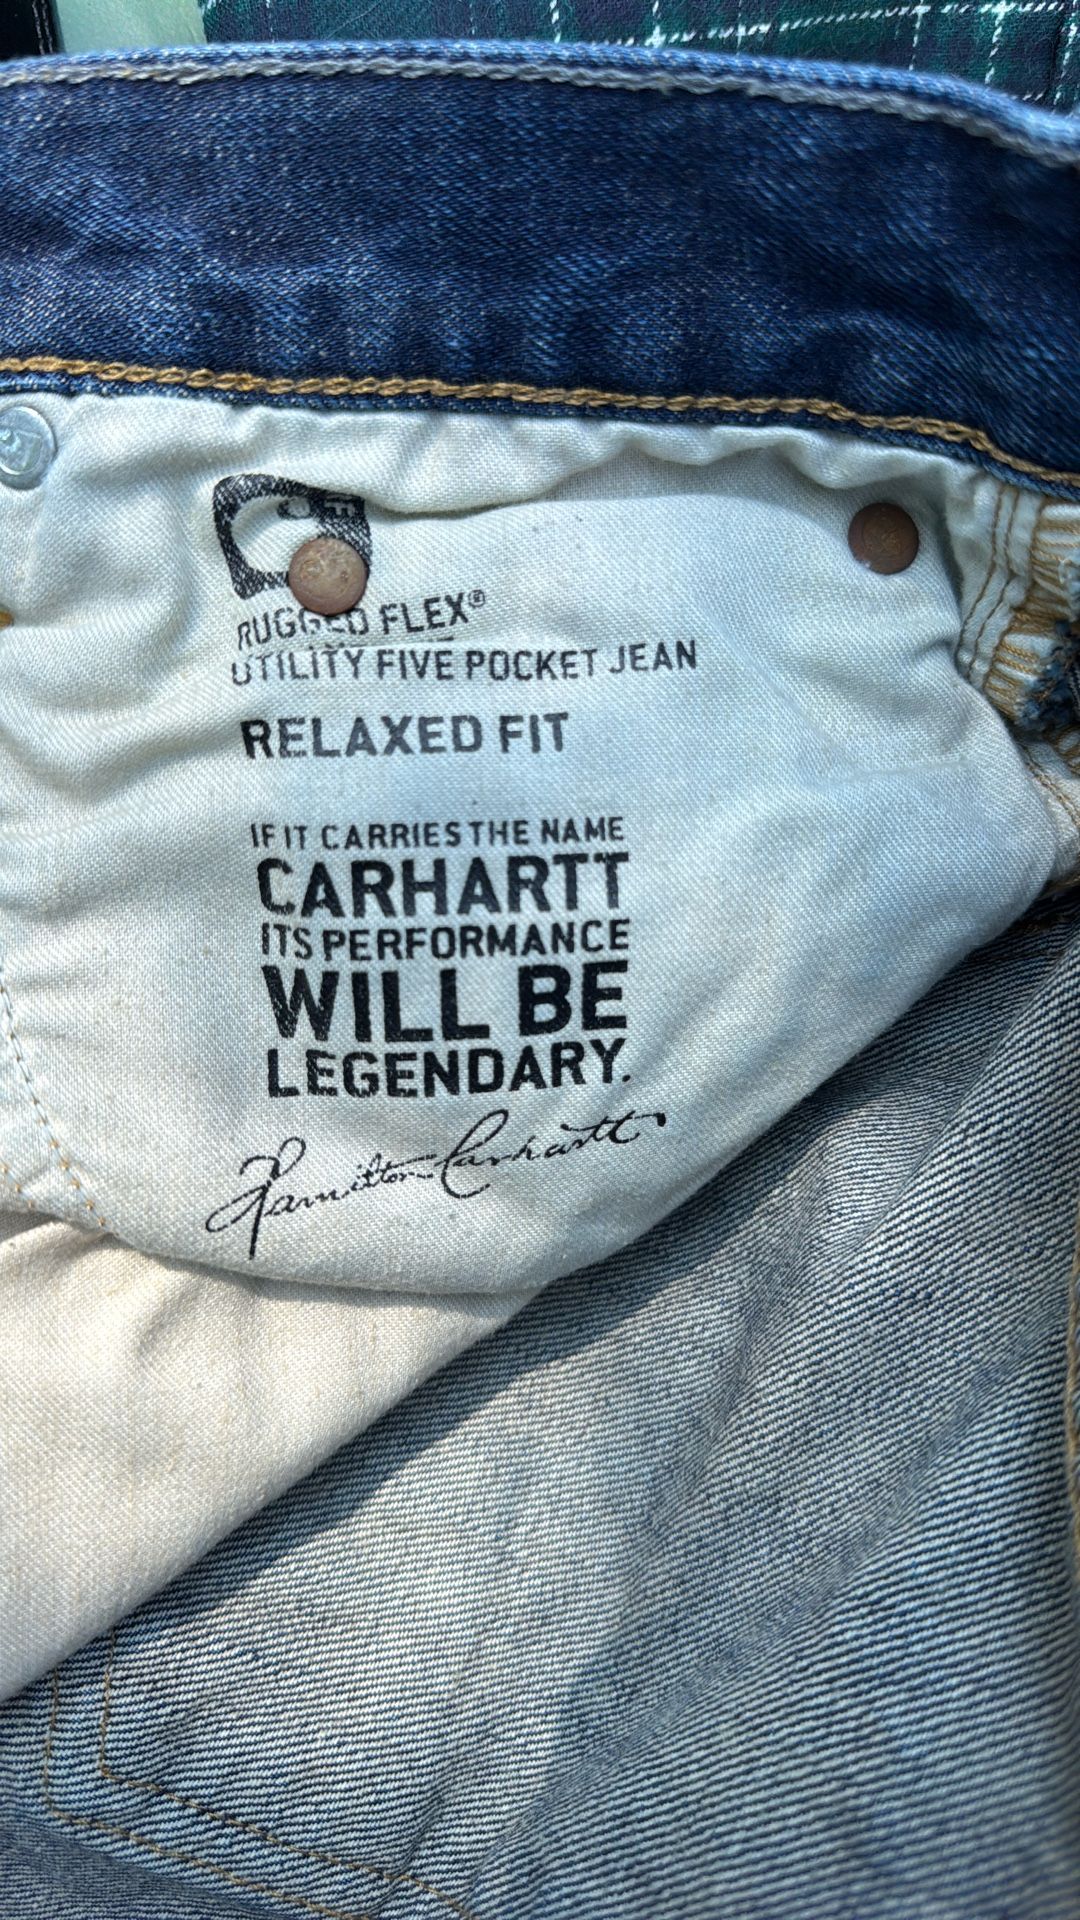 RF
RUGGED FLEX®
UTILITY FIVE POCKET JEAN
RELAXED FIT
IF IT CARRIES THE NAME
CARHARTT
ITS PERFORMANCE
WILL BE
LEGENDARY.
Hamilton Carhartt